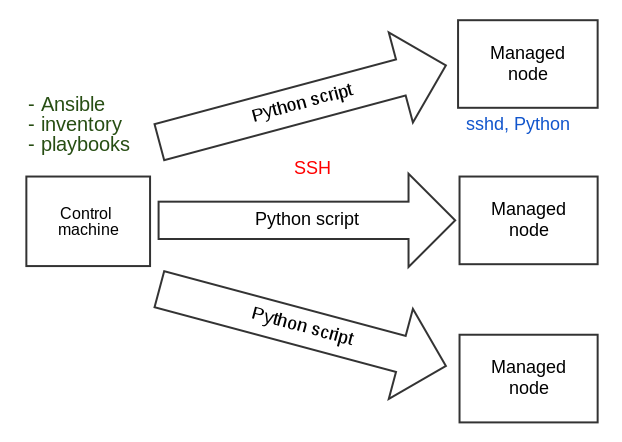 - Ansible
- inventory
- playbooks
Control
machine
Python script
SSH
Python script
Python script
Managed
node
sshd, Python
Managed
node
Managed
node